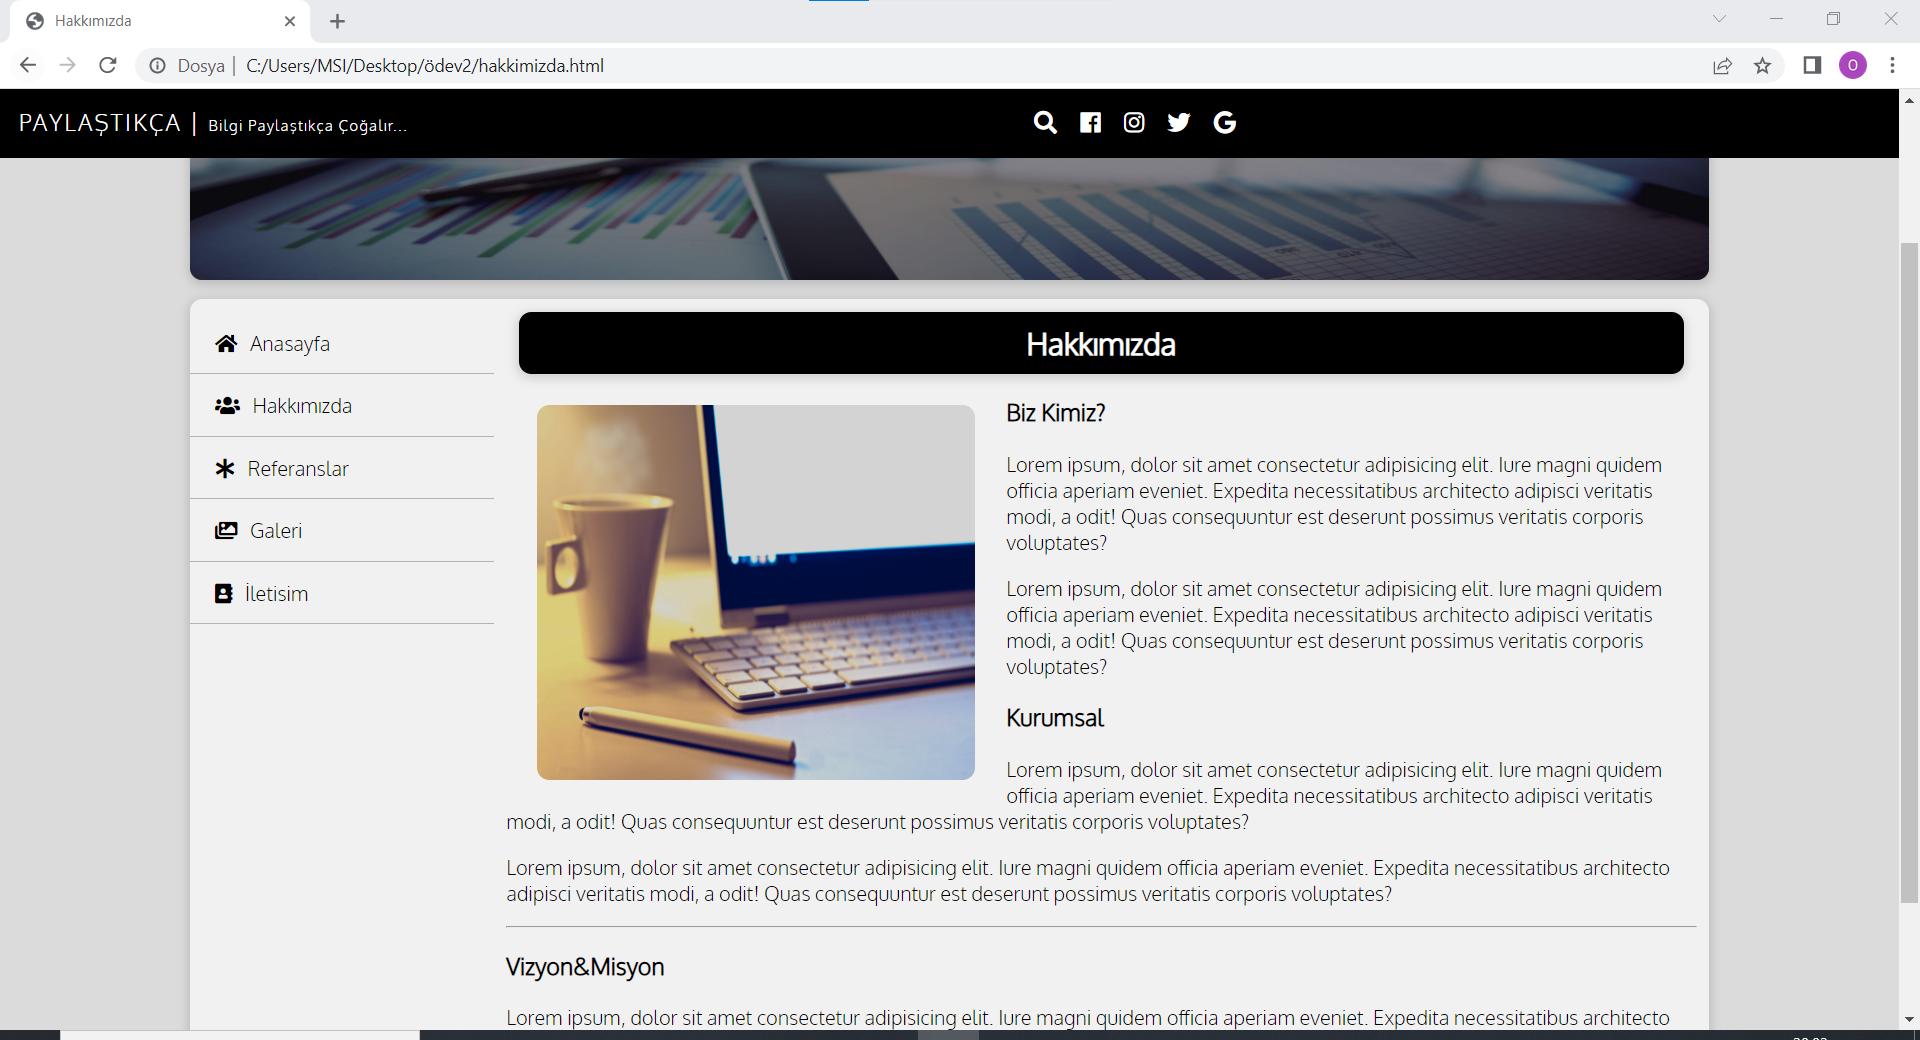 Hakkımızda
Dosya | C:/Users/MSI/Desktop/ödev2/hakkimizda.html
O
PAYLAŞTIKÇA | Bilgi Paylaştıkça Çoğalır...
Anasayfa
Hakkımızda
Referanslar
Galeri
İletisim
Hakkımızda
Biz Kimiz?
Lorem ipsum, dolor sit amet consectetur adipisicing elit. Iure magni quidem
officia aperiam eveniet. Expedita necessitatibus architecto adipisci veritatis
modi, a odit! Quas consequuntur est deserunt possimus veritatis corporis
voluptates?
Lorem ipsum, dolor sit amet consectetur adipisicing elit. Iure magni quidem
officia aperiam eveniet. Expedita necessitatibus architecto adipisci veritatis
modi, a odit! Quas consequuntur est deserunt possimus veritatis corporis
voluptates?
Kurumsal
Lorem ipsum, dolor sit amet consectetur adipisicing elit. Iure magni quidem
officia aperiam eveniet. Expedita necessitatibus architecto adipisci veritatis
modi, a odit! Quas consequuntur est deserunt possimus veritatis corporis voluptates?
Lorem ipsum, dolor sit amet consectetur adipisicing elit. Iure magni quidem officia aperiam eveniet. Expedita necessitatibus architecto
adipisci veritatis modi, a odit! Quas consequuntur est deserunt possimus veritatis corporis voluptates?
Vizyon&Misyon
Lorem ipsum, dolor sit amet consectetur adipisicing elit. Iure magni quidem officia aperiam eveniet. Expedita necessitatibus architecto